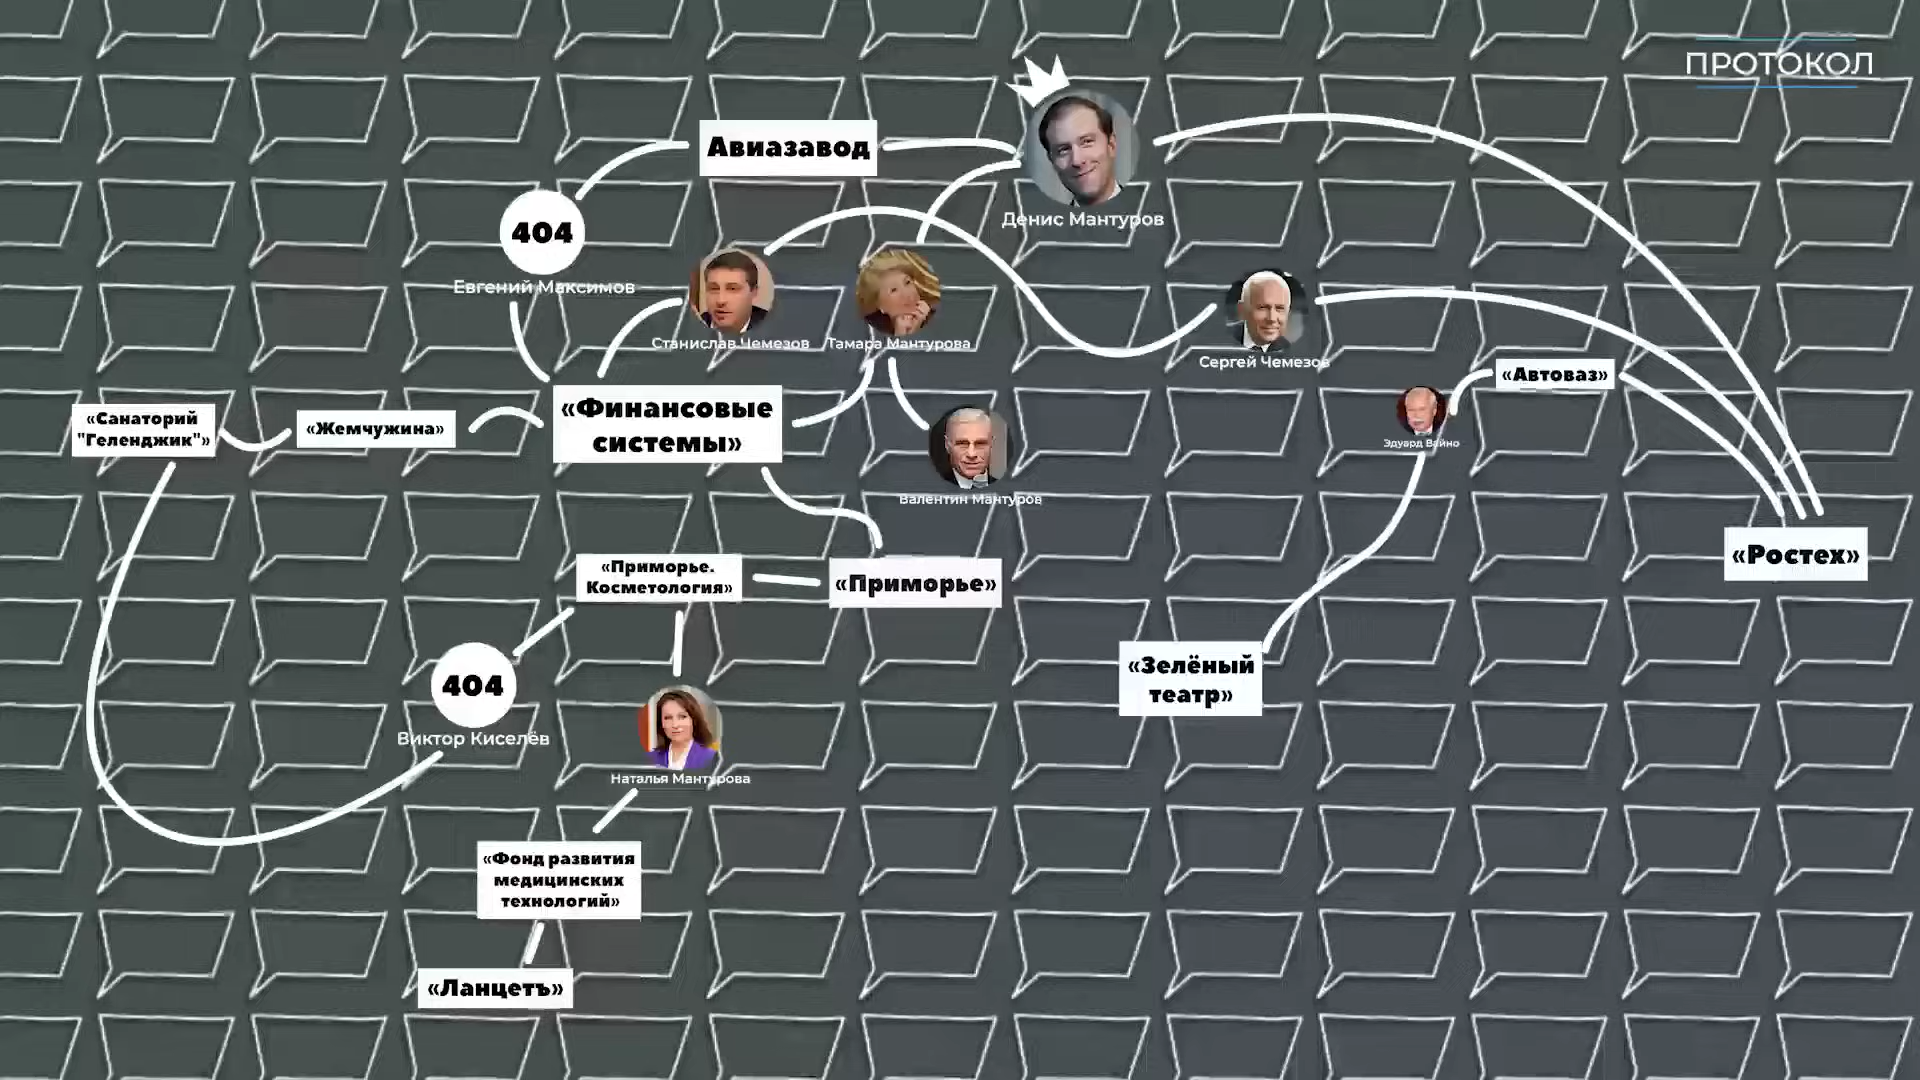 ПРОТОКОЛ
Авиазавод
Денис Мантуров
404
Евгений Максимов
Станислав Чемезов
Тамара Мантурова
Сергей Чемезов
«Автоваз»
Эдуард Вайно
«Санаторий
"Геленджик"»
«Жемчужина»
«Финансовые
системы»
Валентин Мантуров
«Ростех»
«Приморье.
Косметология»
«Приморье»
«Зелёный
театр»
404
Виктор Киселёв
Наталья Мантурова
«Фонд развития
медицинских
технологий»
«Ланцетъ»